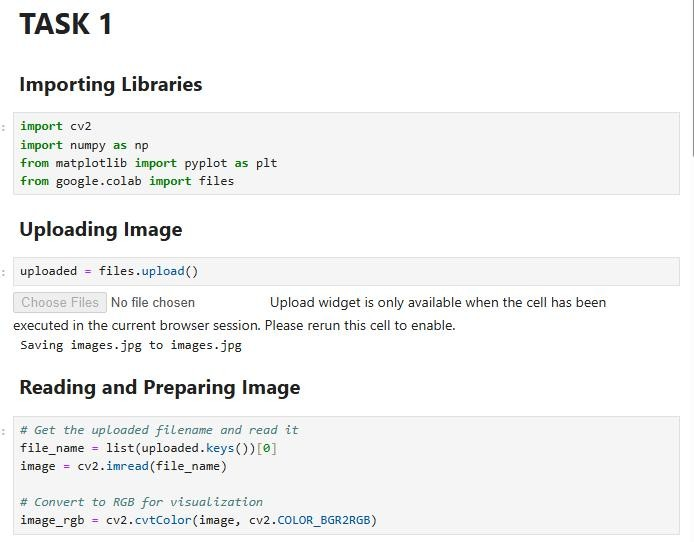 TASK 1
Importing Libraries
:
import cv2
import numpy as np
from matplotlib import pyplot as plt
from google.colab import files
Uploading Image
:
uploaded = files.upload()
Choose Files No file chosen Upload widget is only available when the cell has been
executed in the current browser session. Please rerun this cell to enable.
Saving images.jpg to images.jpg
Reading and Preparing Image
:
# Get the uploaded filename and read it
file_name = list(uploaded.keys())[0]
image = cv2.imread(file_name)
# Convert to RGB for visualization
image_rgb = cv2.cvtColor(image, cv2.COLOR_BGR2RGB)